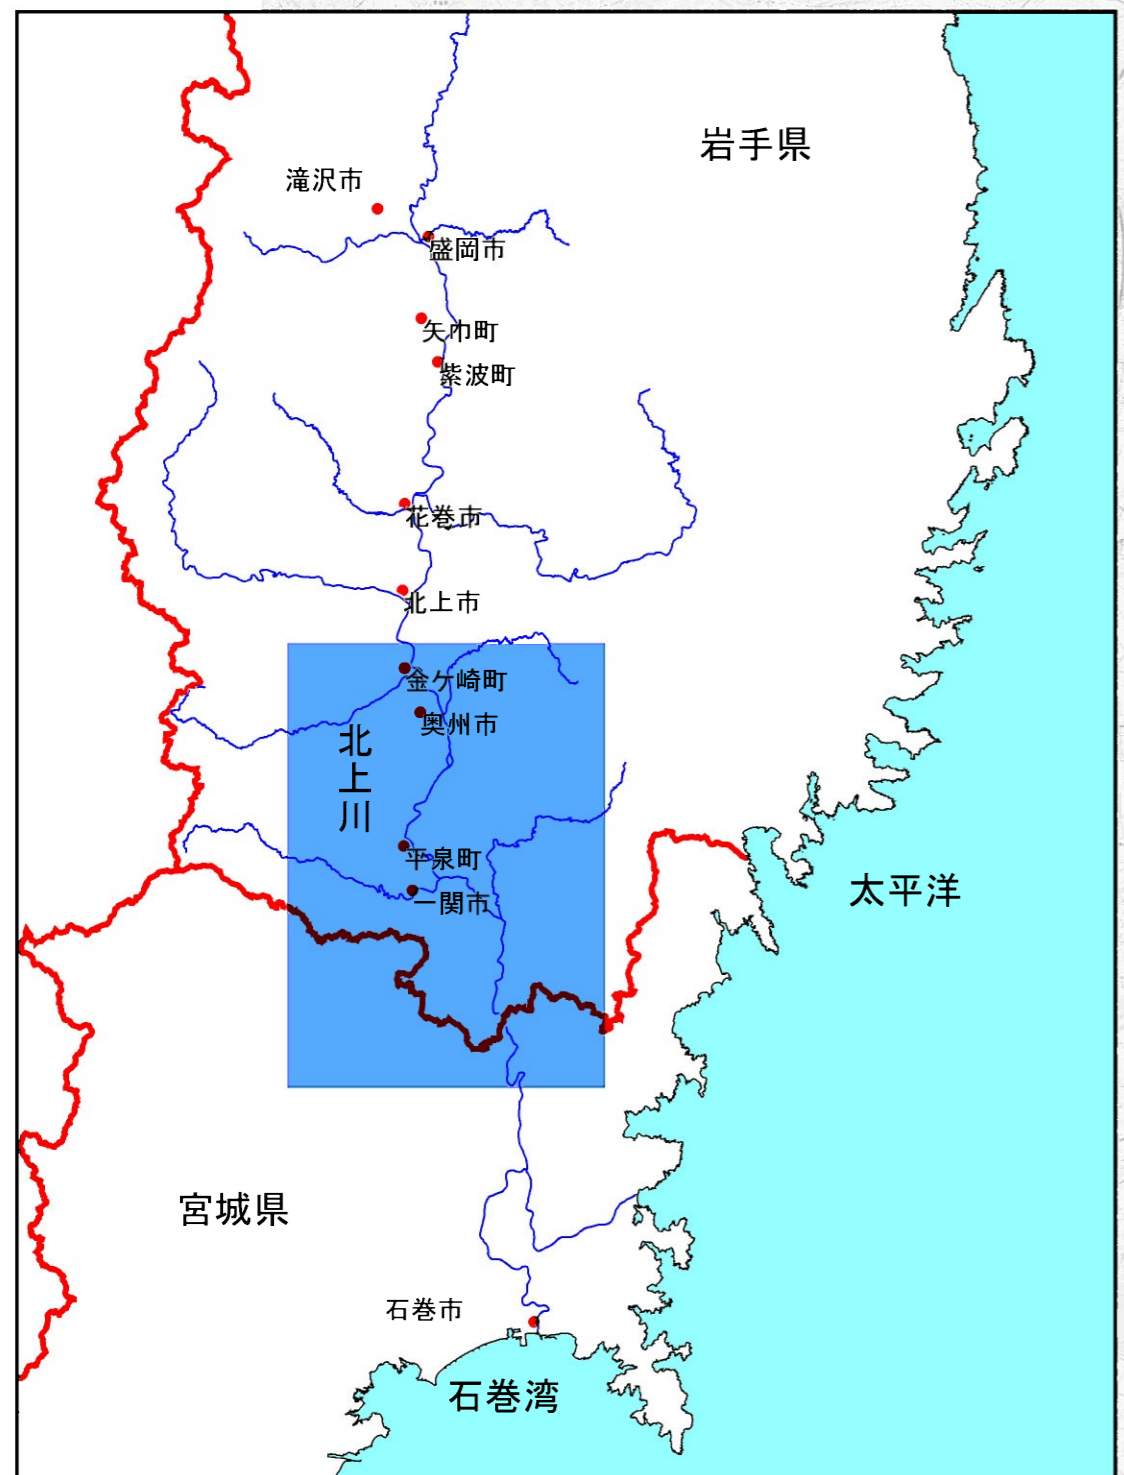 岩手県
滝沢市
盛岡市
矢巾町
紫波町
花巻市
北上市
金ケ崎町
奥州市
北上川
平泉町
一関市
太平洋
宮城県
石巻市
石巻湾